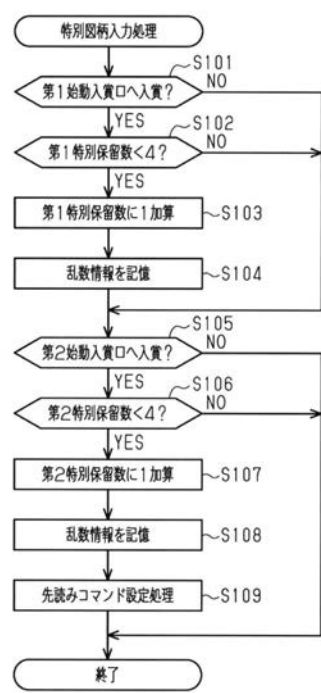 特別図柄入力処理
S101
第1始動入賞口へ入賞?
NO
YES
S102
第1特別保留数<4?
NO
YES
第1特別保留数に1加算
S103
乱数情報を記憶
S104
S105
第2始動入賞口へ入賞?
NO
YES
S106
第2特別保留数<4?
NO
YES
第2特別保留数に1加算
S107
乱数情報を記憶
S108
先読みコマンド設定処理
S109
終了